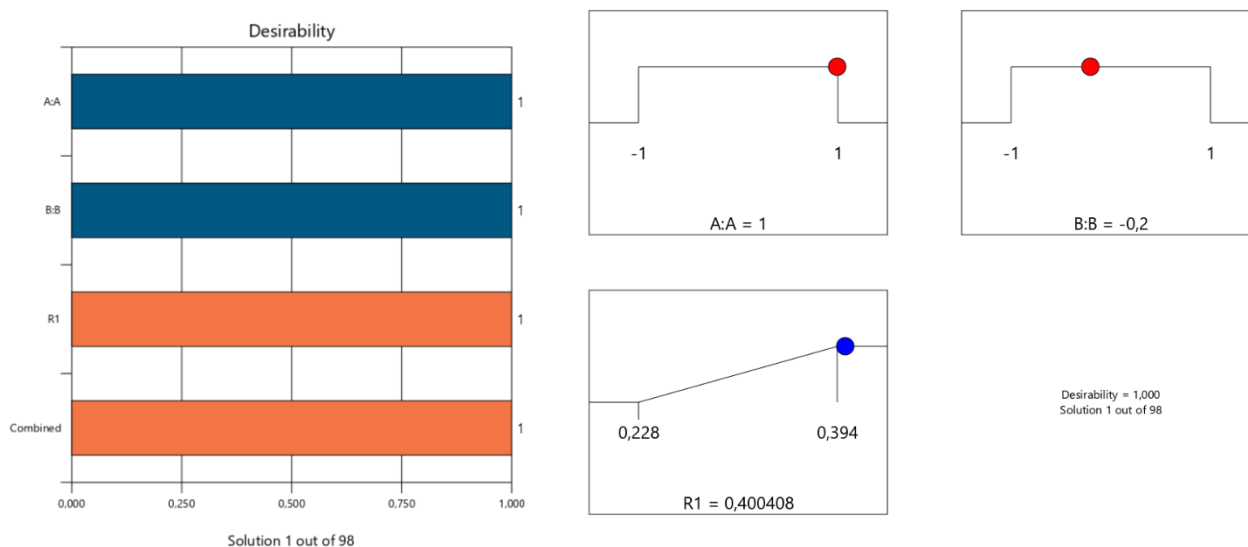 Desirability
A:A
1
B:B
1
R1
1
Combined
1
0,000
0,250
0,500
0,750
1,000
Solution 1 out of 98
-1
1
A:A = 1
-1
1
B:B = -0,2
0,228
0,394
R1 = 0,400408
Desirability = 1,000
Solution 1 out of 98